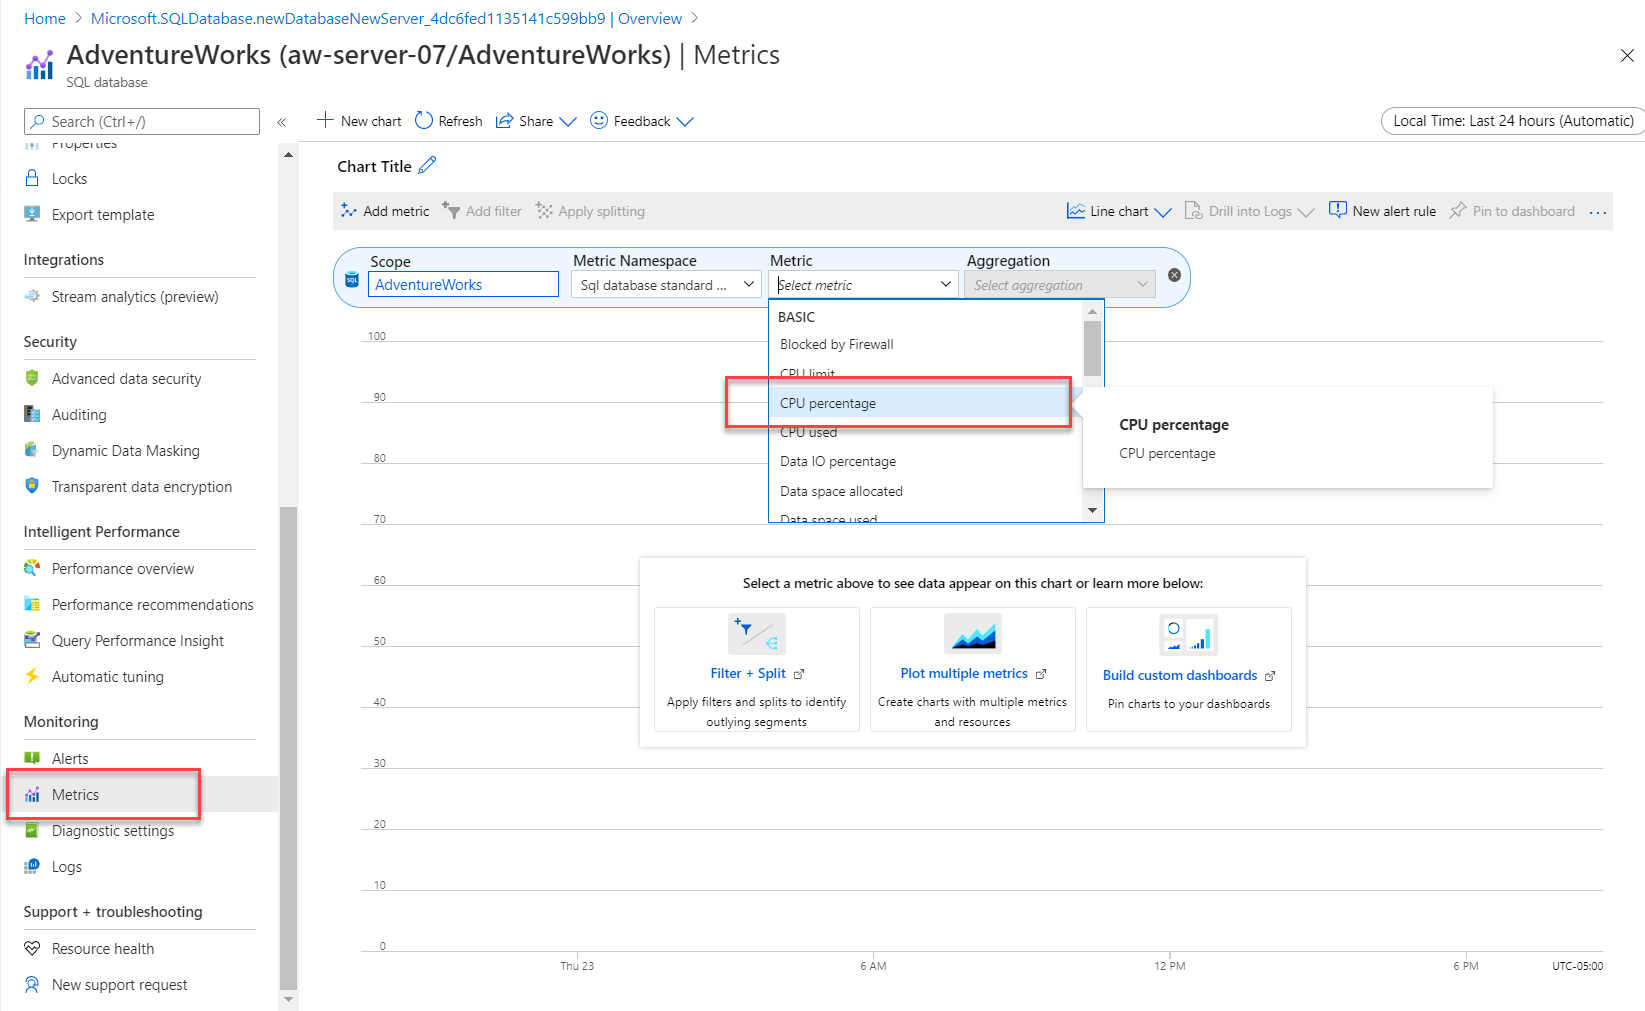 Home > Microsoft.SQLDatabase.newDatabaseNewServer_4dc6fed1135141c599bb9 | Overview >
AdventureWorks (aw-server-07/AdventureWorks) | Metrics
SQL database
Search (Ctrl+/)
«
New chart
Refresh
Share
Feedback
Local Time: Last 24 hours (Automatic)
Properties
Locks
Export template
Integrations
Stream analytics (preview)
Security
Advanced data security
Auditing
Dynamic Data Masking
Transparent data encryption
Intelligent Performance
Performance overview
Performance recommendations
Query Performance Insight
Automatic tuning
Monitoring
Alerts
Metrics
Diagnostic settings
Logs
Support + troubleshooting
Resource health
New support request
Chart Title
Add metric
Add filter
Apply splitting
Line chart
Drill into Logs
New alert rule
Pin to dashboard
...
Scope
Metric Namespace
Metric
Aggregation
SQL
AdventureWorks
Sql database standard ...
Select metric
Select aggregation
BASIC
Blocked by Firewall
CPU limit
CPU percentage
CPU used
Data IO percentage
Data space allocated
Data space used
CPU percentage
CPU percentage
100
90
80
70
60
50
40
30
20
10
0
Select a metric above to see data appear on this chart or learn more below:
Filter + Split
Apply filters and splits to identify
outlying segments
Plot multiple metrics
Create charts with multiple metrics
and resources
Build custom dashboards
Pin charts to your dashboards
Thu 23
6 AM
12 PM
6 PM
UTC-05:00